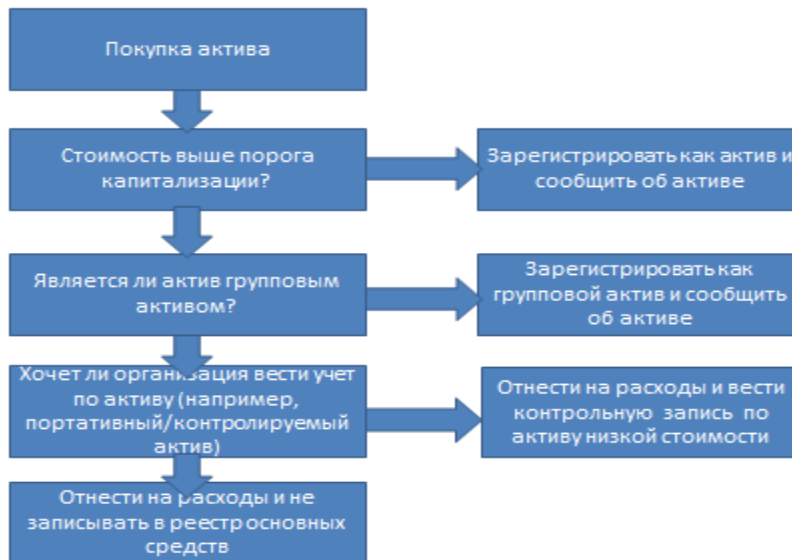 Покупка актива
Стоимость выше порога
капитализации?
Зарегистрировать как актив и
сообщить об активе
Является ли актив групповым
активом?
Зарегистрировать как
групповой актив и сообщить
об активе
Хочет ли организация вести учет
по активу (например,
портативный/контролируемый
актив)
Отнести на расходы и вести
контрольную запись по
активу низкой стоимости
Отнести на расходы и не
записывать в реестр основных
средств